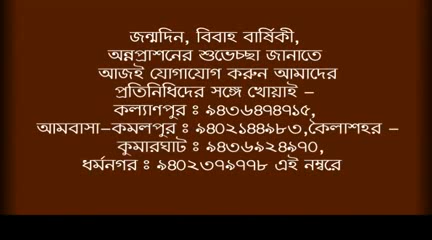 জন্মদিন, বিবাহ বার্ষিকী,
অন্নপ্রাশনের শুভেচ্ছা জানাতে
আজই যোগাযোগ করুন আমাদের
প্রতিনিধিদের সঙ্গে খোয়াই –
কল্যাণপুর ঃ ৯৪৩৬৪৭৪৭১৫,
আমবাসা-কমলপুর ঃ ৯৪০২১৪৪৯৮৩,কৈলাশহর –
কুমারঘাট ঃ ৯৪৩৬৯২৪৯৭০,
ধর্মনগর ঃ ৯৪০২৩৭৯৭৭৮ এই নম্বরে